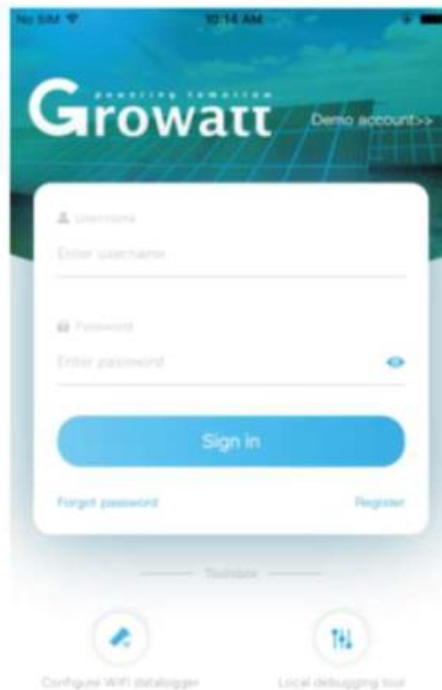 No SIM 10:14 AM
powering tomorrow
Growatt
Demo account>>
Username
Enter username
Password
Enter password
Sign in
Forgot password Register
Toolsbox
Configure WIFI datalogger Local debugging tool